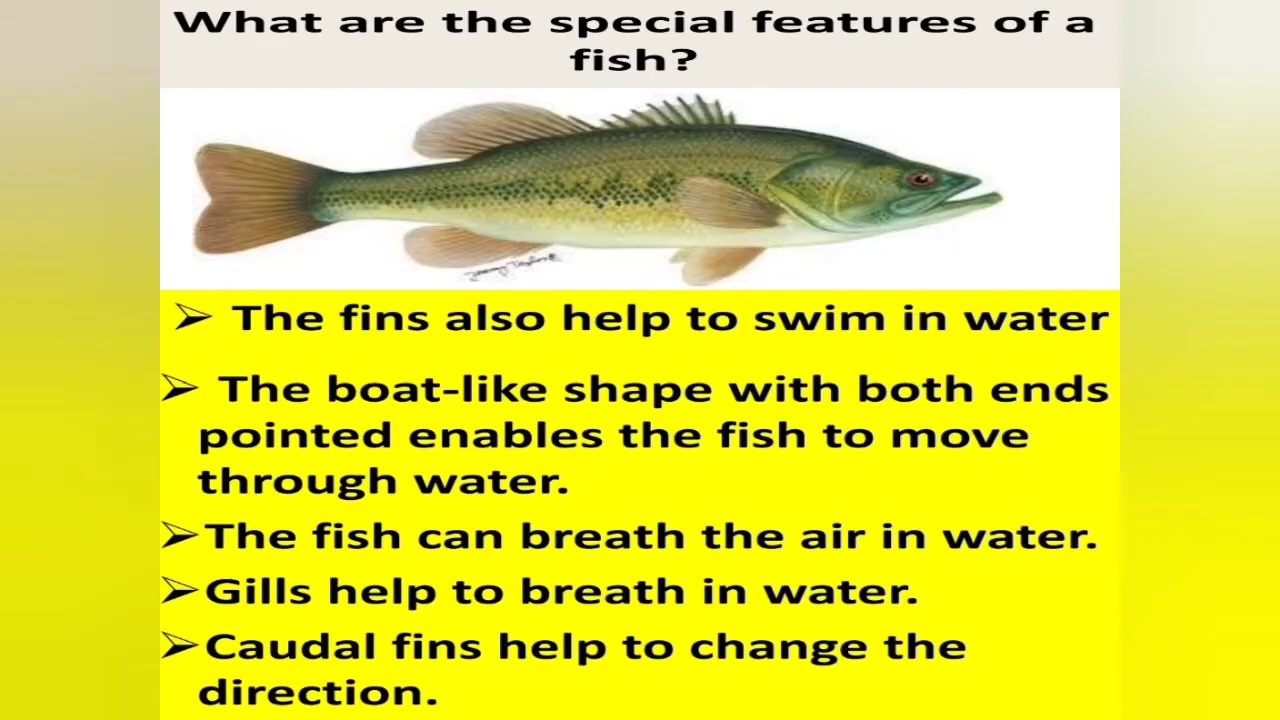 What are the special features of a
fish?
➢ The fins also help to swim in water
➢ The boat-like shape with both ends
pointed enables the fish to move
through water.
➢The fish can breath the air in water.
➢Gills help to breath in water.
➢Caudal fins help to change the
direction.